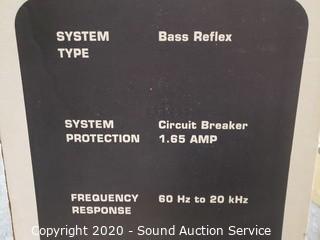 SYSTEM Bass Reflex
TYPE
SYSTEM Circuit Breaker
PROTECTION 1.65 AMP
FREQUENCY 60 Hz to 20 kHz
RESPONSE
Copyright 2020 - Sound Auction Service